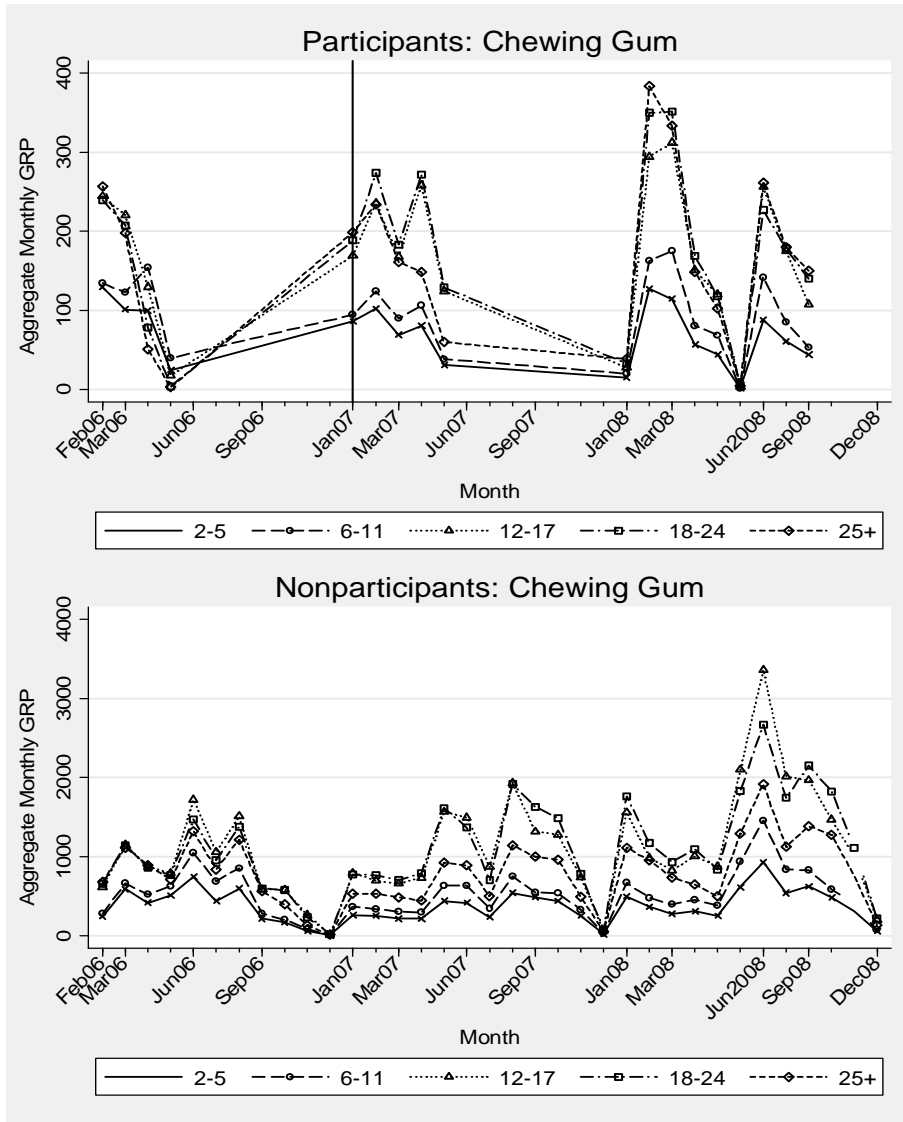 Participants: Chewing Gum
Aggregate Monthly GRP
400
300
200
100
0
Feb06
Mar06
Jun06
Sep06
Jan07
Mar07
Jun07
Sep07
Jan08
Mar08
Jun2008
Sep08
Dec08
Month
2-5 6-11 12-17 18-24 25+
Nonparticipants: Chewing Gum
Aggregate Monthly GRP
4000
3000
2000
1000
0
Feb06
Mar06
Jun06
Sep06
Jan07
Mar07
Jun07
Sep07
Jan08
Mar08
Jun2008
Sep08
Dec08
Month
2-5 6-11 12-17 18-24 25+